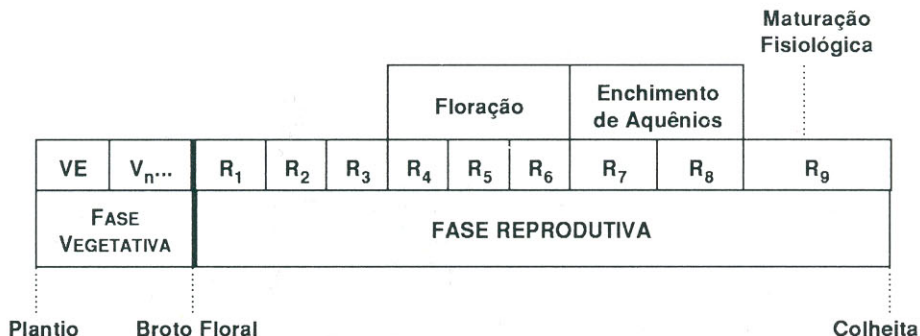 Maturação
Fisiológica
Floração
Enchimento
de Aquênios
VE Vn... R1 R2 R3 R4 R5 R6 R7 R8 R9
FASE
VEGETATIVA
FASE REPRODUTIVA
Plantio Broto Floral Colheita